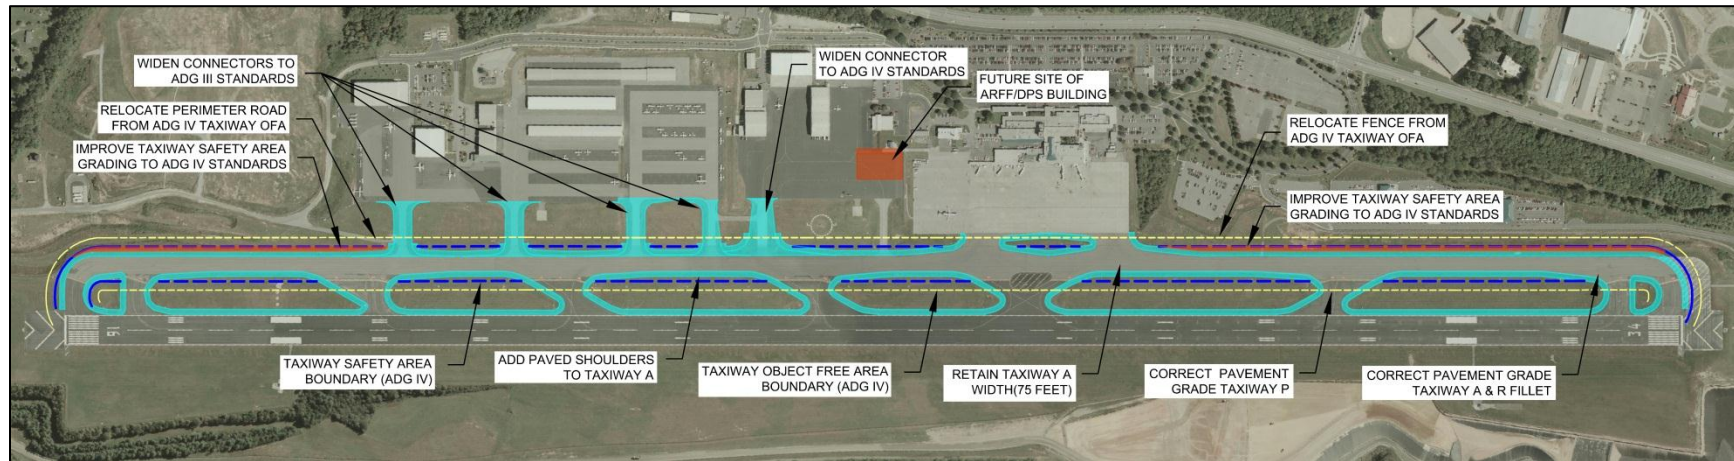 WIDEN CONNECTORS TO
ADG III STANDARDS
RELOCATE PERIMETER ROAD
FROM ADG IV TAXIWAY OFA
IMPROVE TAXIWAY SAFETY AREA
GRADING TO ADG IV STANDARDS
WIDEN CONNECTOR
TO ADG IV STANDARDS
FUTURE SITE OF
ARFF/DPS BUILDING
RELOCATE FENCE FROM
ADG IV TAXIWAY OFA
IMPROVE TAXIWAY SAFETY AREA
GRADING TO ADG IV STANDARDS
16
34
TAXIWAY SAFETY AREA
BOUNDARY (ADG IV)
ADD PAVED SHOULDERS
TO TAXIWAY A
TAXIWAY OBJECT FREE AREA
BOUNDARY (ADG IV)
RETAIN TAXIWAY A
WIDTH(75 FEET)
CORRECT PAVEMENT
GRADE TAXIWAY P
CORRECT PAVEMENT GRADE
TAXIWAY A & R FILLET